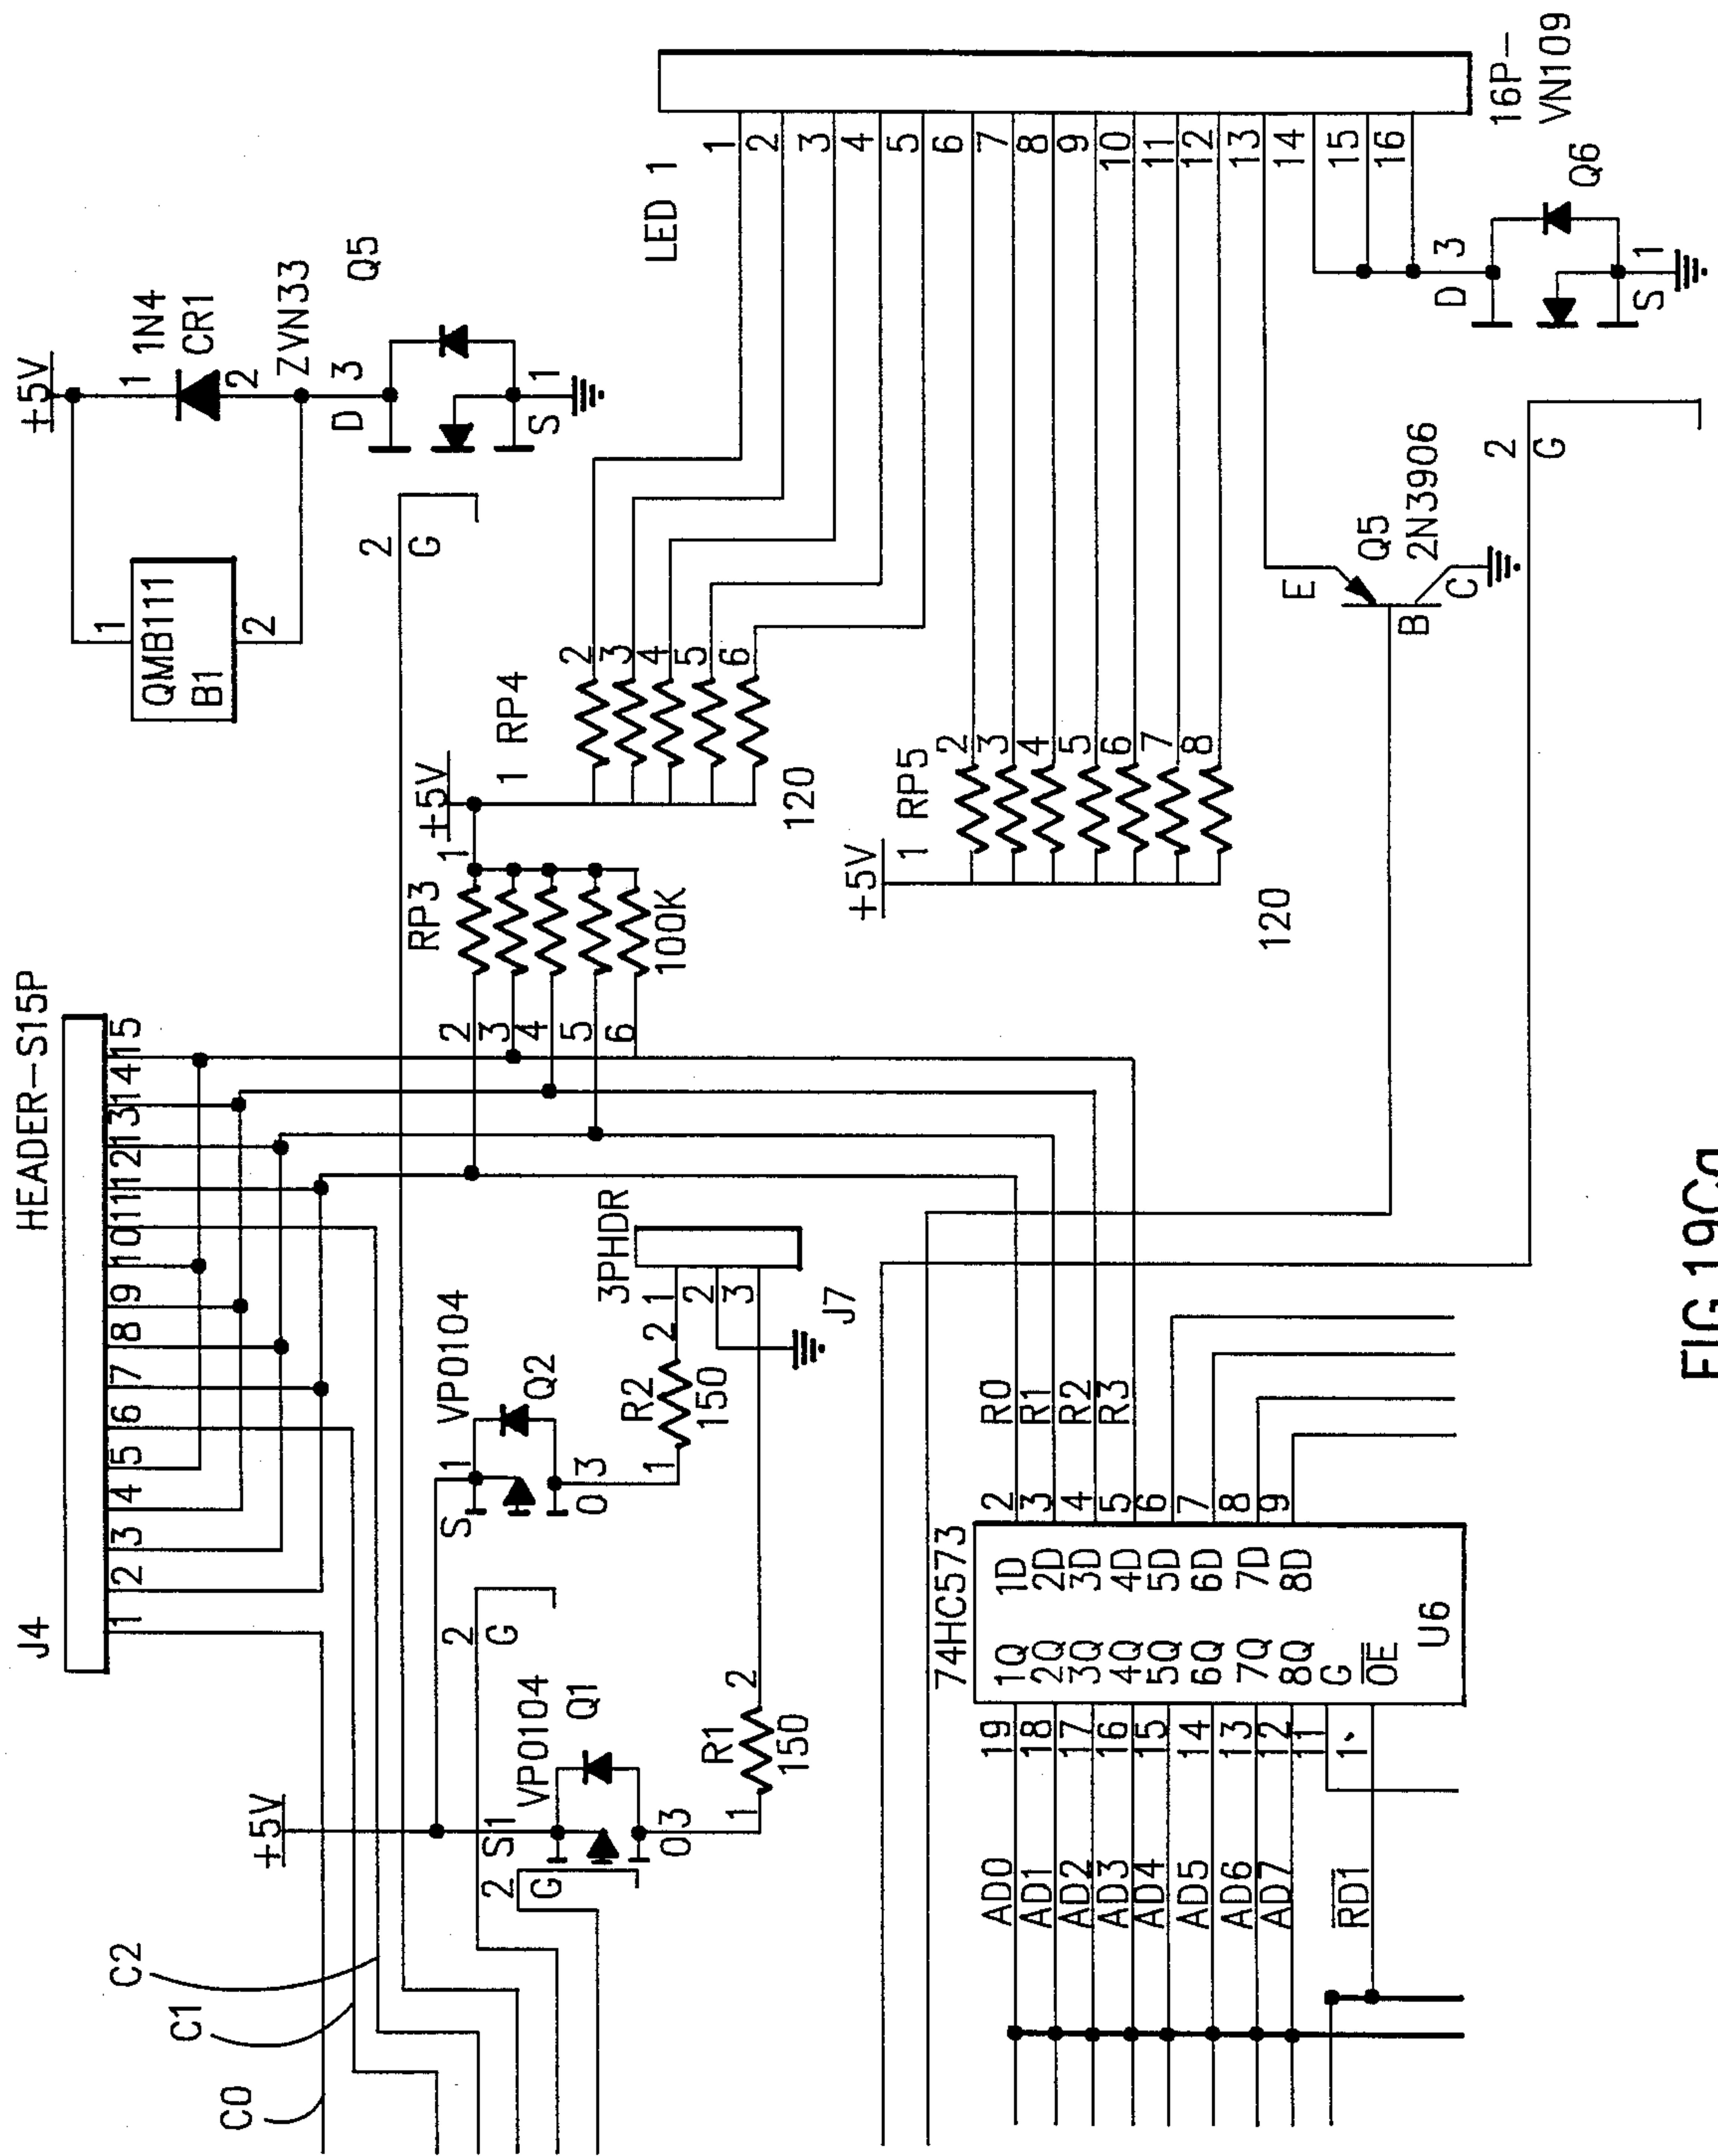 J4
HEADER-S15P
1 2 3 4 5 6 7 8 9 10 11 12 13 14 15
C0
C1
C2
+5V
QMB111
B1
1
2
+5V
1
1N4
CR1
2
ZVN33
D 3
Q5
S 1
2
G
+5V
S1
VP0104
Q1
2
G
O3
1
R1
150
2
2
G
S 1
VP0104
Q2
O 3
1
R2
150
2
3PHDR
1
2
3
J7
RP3
1
2
3
4
5
6
100K
+5V
1 RP4
2
3
4
5
6
120
+5V
1 RP5
2
3
4
5
6
7
8
120
LED 1
1
2
3
4
5
6
7
8
9
10
11
12
13
14
15
16
16P-
VN109
D 3
Q6
S 1
2
G
E
B
C
Q5
2N3906
74HC573
AD0 19 1Q 1D 2 R0
AD1 18 2Q 2D 3 R1
AD2 17 3Q 3D 4 R2
AD3 16 4Q 4D 5 R3
AD4 15 5Q 5D 6
AD5 14 6Q 6D 7
AD6 13 7Q 7D 8
AD7 12 8Q 8D 9
11 G
RD1 1 OE
U6
FIG.19Ca